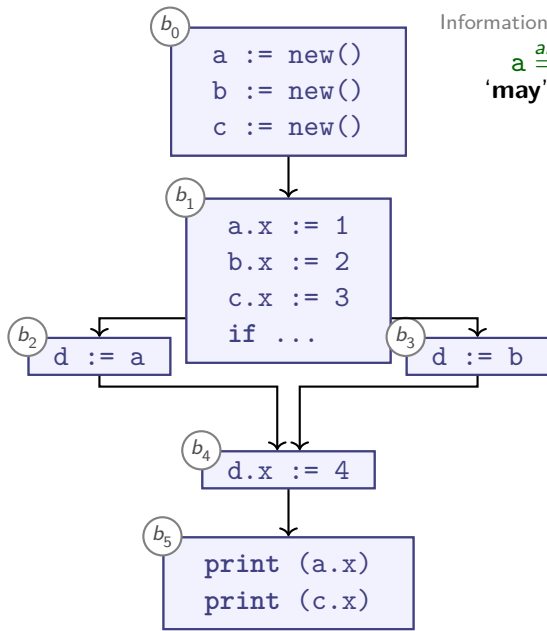 b0
a := new()
b := new()
c := new()
Information
a
'may'
b1
a.x := 1
b.x := 2
c.x := 3
if ...
b2
d := a
b3
d := b
b4
d.x := 4
b5
print (a.x)
print (c.x)